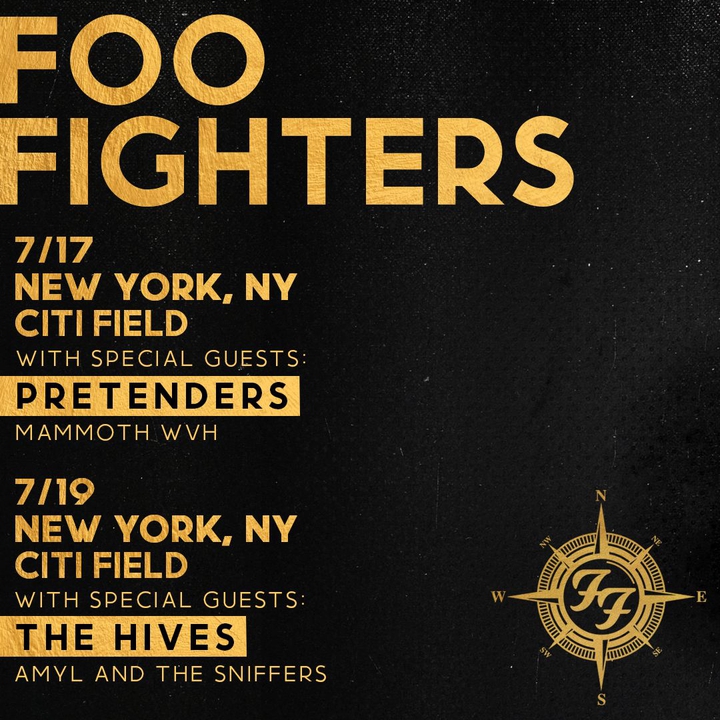 FOO
FIGHTERS
7/17
NEW YORK, NY
CITI FIELD
WITH SPECIAL GUESTS:
PRETENDERS
MAMMOTH WVH
7/19
NEW YORK, NY
CITI FIELD
WITH SPECIAL GUESTS:
THE HIVES
AMYL AND THE SNIFFERS
N
NW NE
W FF E
SW SE
S